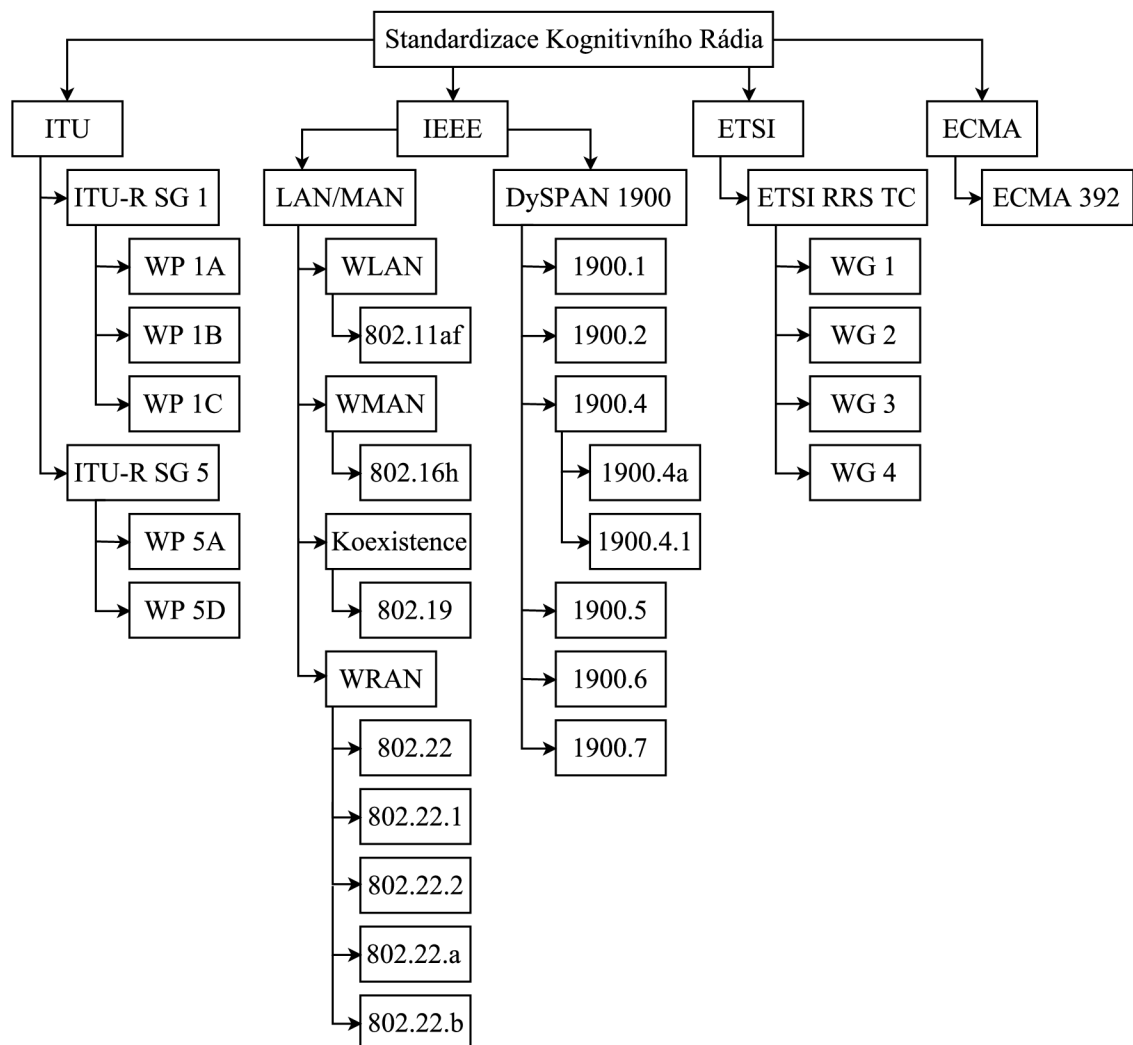 Standardizace Kognitivního Rádia
ITU
IEEE
ETSI
ECMA
ITU-R SG 1
WP 1A
WP 1B
WP 1C
ITU-R SG 5
WP 5A
WP 5D
LAN/MAN
WLAN
802.11af
WMAN
802.16h
Koexistence
802.19
WRAN
802.22
802.22.1
802.22.2
802.22.a
802.22.b
DySPAN 1900
1900.1
1900.2
1900.4
1900.4a
1900.4.1
1900.5
1900.6
1900.7
ETSI RRS TC
WG 1
WG 2
WG 3
WG 4
ECMA 392